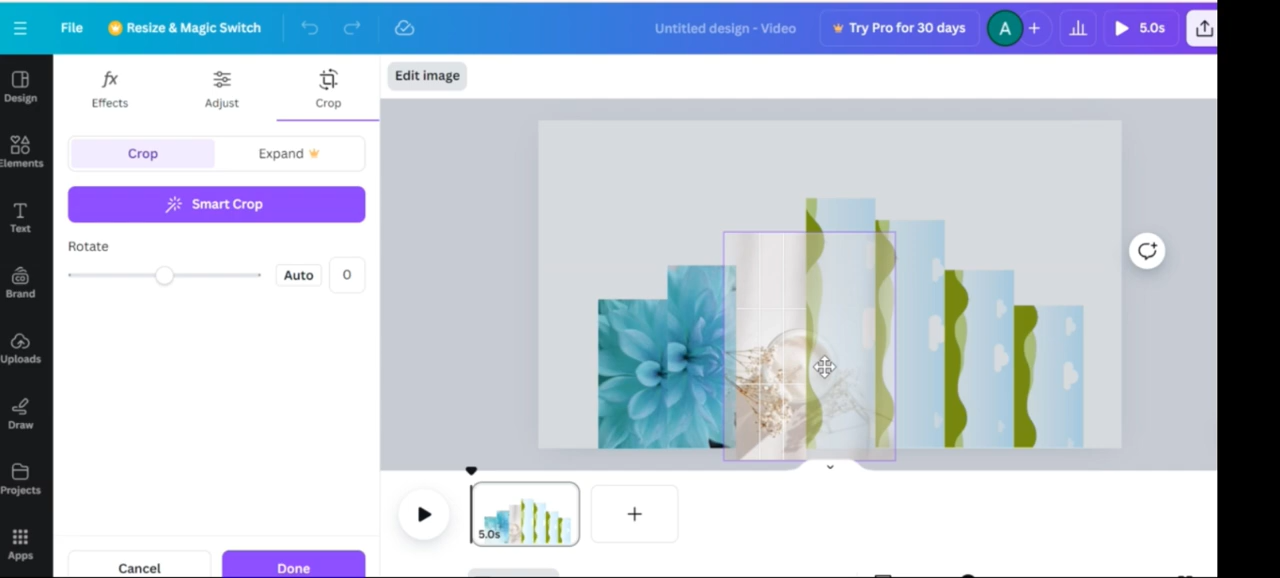 File
Resize & Magic Switch
Untitled design - Video
Try Pro for 30 days
A
5.0s
Design
Elements
Text
Brand
Uploads
Draw
Projects
Apps
Effects
Adjust
Crop
Edit image
Crop
Expand
Smart Crop
Rotate
Auto
0
Cancel
Done
5.0s